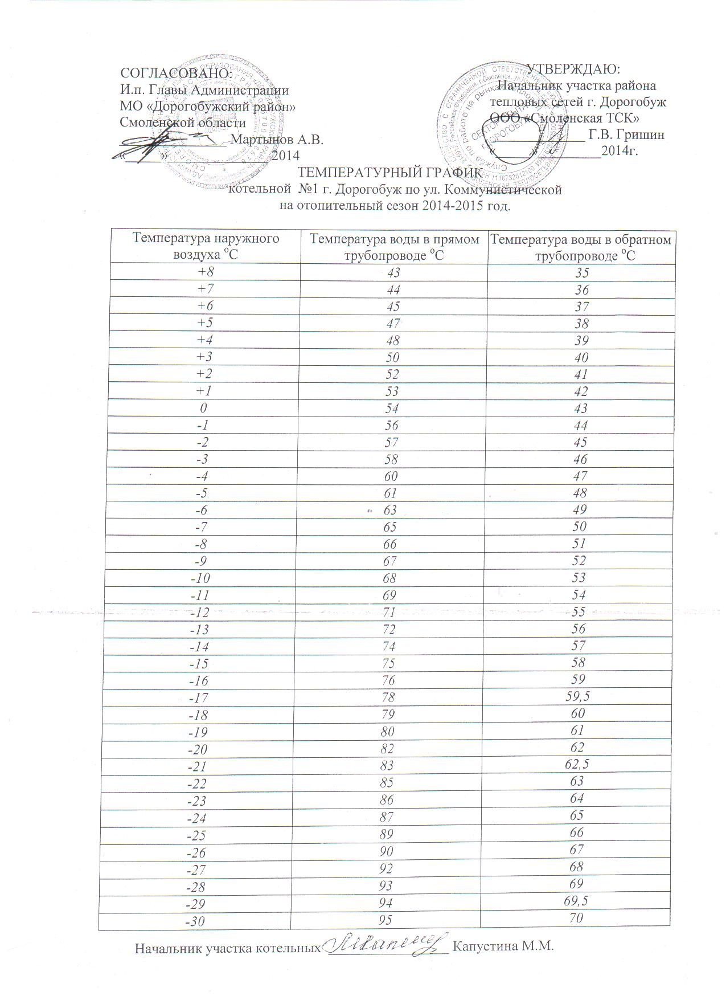 СОГЛАСОВАНО:
И.п. Главы Администрации
МО «Дорогобужский район»
Смоленской области
_______________ Мартынов А.В.
«_____»_______________2014
УТВЕРЖДАЮ:
Начальник участка района
тепловых сетей г. Дорогобуж
ООО «Смоленская ТСК»
_____________ Г.В. Гришин
«_____»______________2014г.
ТЕМПЕРАТУРНЫЙ ГРАФИК
котельной №1 г. Дорогобуж по ул. Коммунистической
на отопительный сезон 2014-2015 год.
Температура наружного воздуха °С Температура воды в прямом трубопроводе °С Температура воды в обратном трубопроводе °С
+8 43 35
+7 44 36
+6 45 37
+5 47 38
+4 48 39
+3 50 40
+2 52 41
+1 53 42
0 54 43
-1 56 44
-2 57 45
-3 58 46
-4 60 47
-5 61 48
-6 63 49
-7 65 50
-8 66 51
-9 67 52
-10 68 53
-11 69 54
-12 71 55
-13 72 56
-14 74 57
-15 75 58
-16 76 59
-17 78 59,5
-18 79 60
-19 80 61
-20 82 62
-21 83 62,5
-22 85 63
-23 86 64
-24 87 65
-25 89 66
-26 90 67
-27 92 68
-28 93 69
-29 94 69,5
-30 95 70
Начальник участка котельных ________________ Капустина М.М.